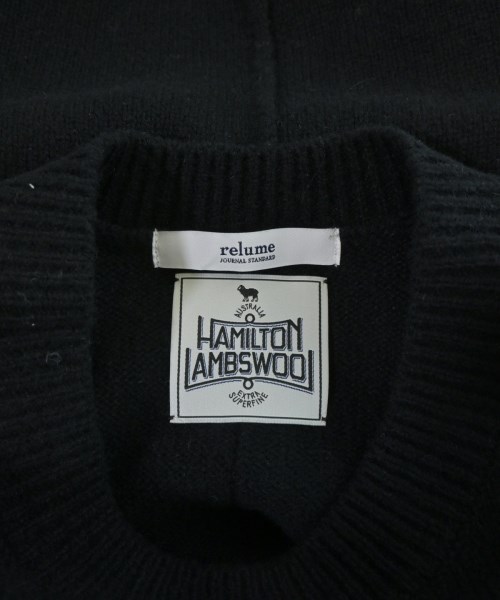 relume
JOURNAL STANDARD
AUSTRALIA
HAMILTON
LAMBSWOOL
EXTRA
SUPERFINE